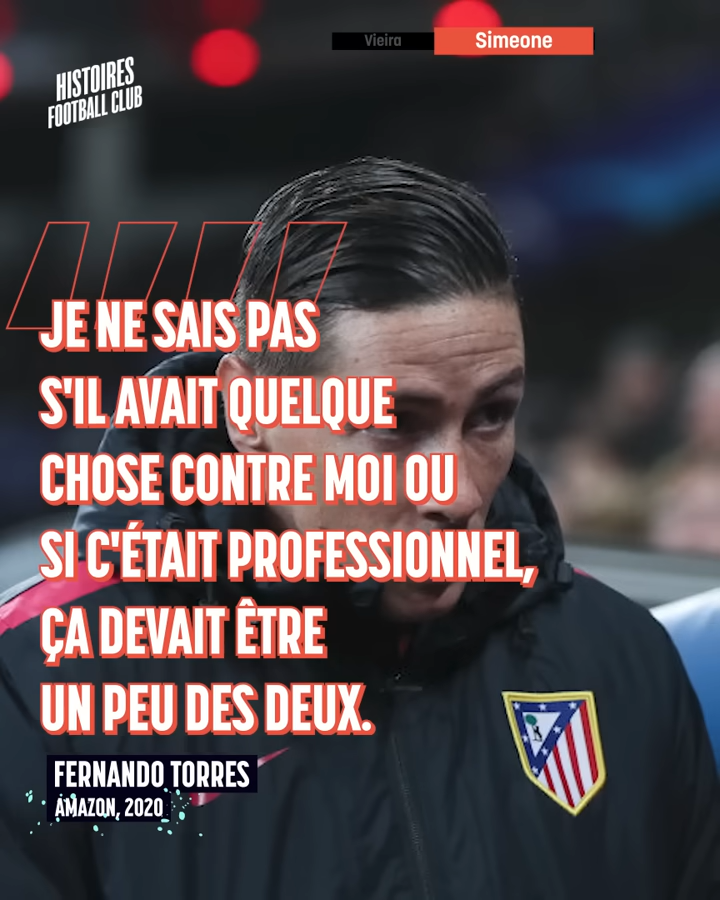 Vieira
Simeone
HISTOIRES
FOOTBALL CLUB
JE NE SAIS PAS
S'IL AVAIT QUELQUE
CHOSE CONTRE MOI OU
SI C'ÉTAIT PROFESSIONNEL,
ÇA DEVAIT ÊTRE
UN PEU DES DEUX.
FERNANDO TORRES
AMAZON, 2020